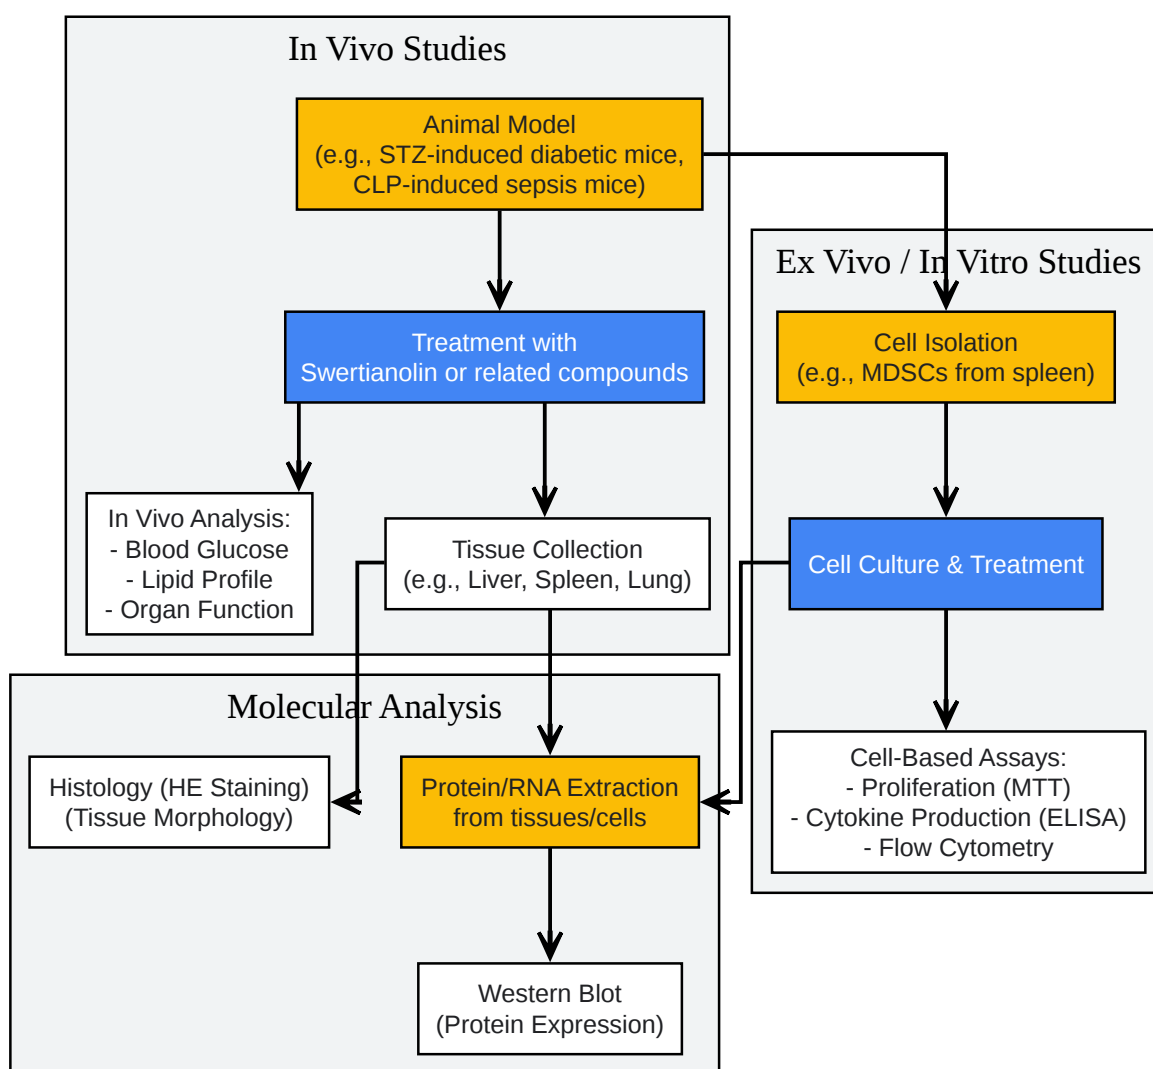 In Vivo Studies
Animal Model
(e.g., STZ-induced diabetic mice,
CLP-induced sepsis mice)
Treatment with
Swertianolin or related compounds
In Vivo Analysis:
- Blood Glucose
- Lipid Profile
- Organ Function
Tissue Collection
(e.g., Liver, Spleen, Lung)
Ex Vivo / In Vitro Studies
Cell Isolation
(e.g., MDSCs from spleen)
Cell Culture & Treatment
Cell-Based Assays:
- Proliferation (MTT)
- Cytokine Production (ELISA)
- Flow Cytometry
Molecular Analysis
Histology (HE Staining)
(Tissue Morphology)
Protein/RNA Extraction
from tissues/cells
Western Blot
(Protein Expression)